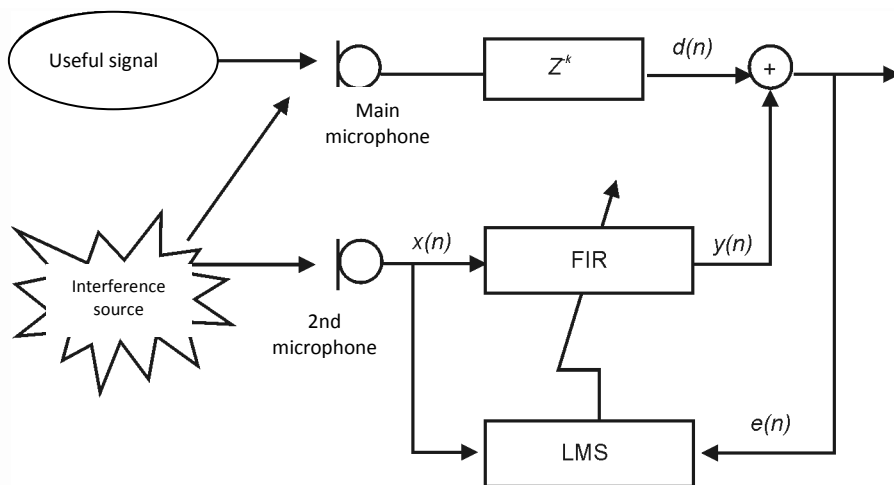 Useful signal
Z^k
d(n)
+
Main
microphone
x(n)
FIR
y(n)
Interference
source
2nd
microphone
LMS
e(n)